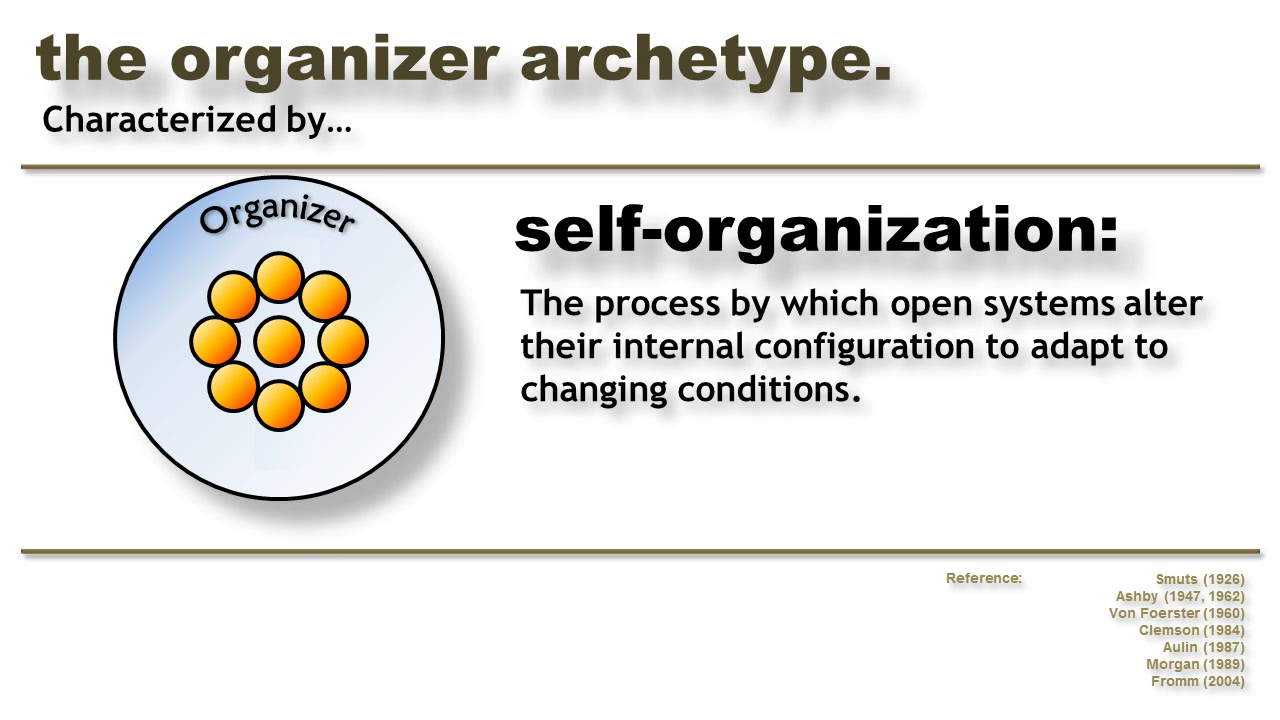 the organizer archetype.
Characterized by…
Organizer
self-organization:
The process by which open systems alter
their internal configuration to adapt to
changing conditions.
Reference:
Smuts (1926)
Ashby (1947, 1962)
Von Foerster (1960)
Clemson (1984)
Aulin (1987)
Morgan (1989)
Fromm (2004)